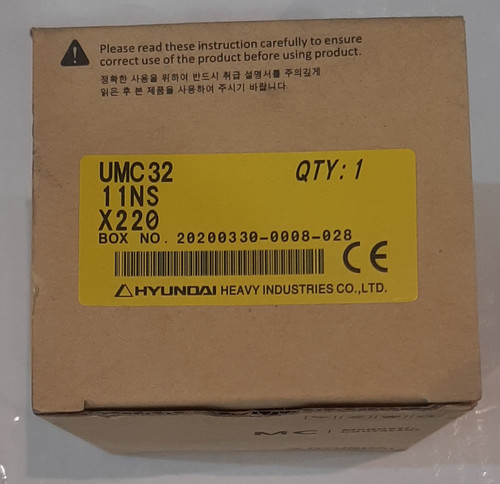 Please read these instruction carefully to ensure
correct use of the product before using product.
정확한 사용을 위하여 반드시 취급 설명서를 주의깊게
읽은 후 본 제품을 사용하여 주시기 바랍니다.
UMC32 QTY:1
11NS
X220
BOX NO. 20200330-0008-028
CE
HYUNDAI HEAVY INDUSTRIES CO.,LTD.
MC